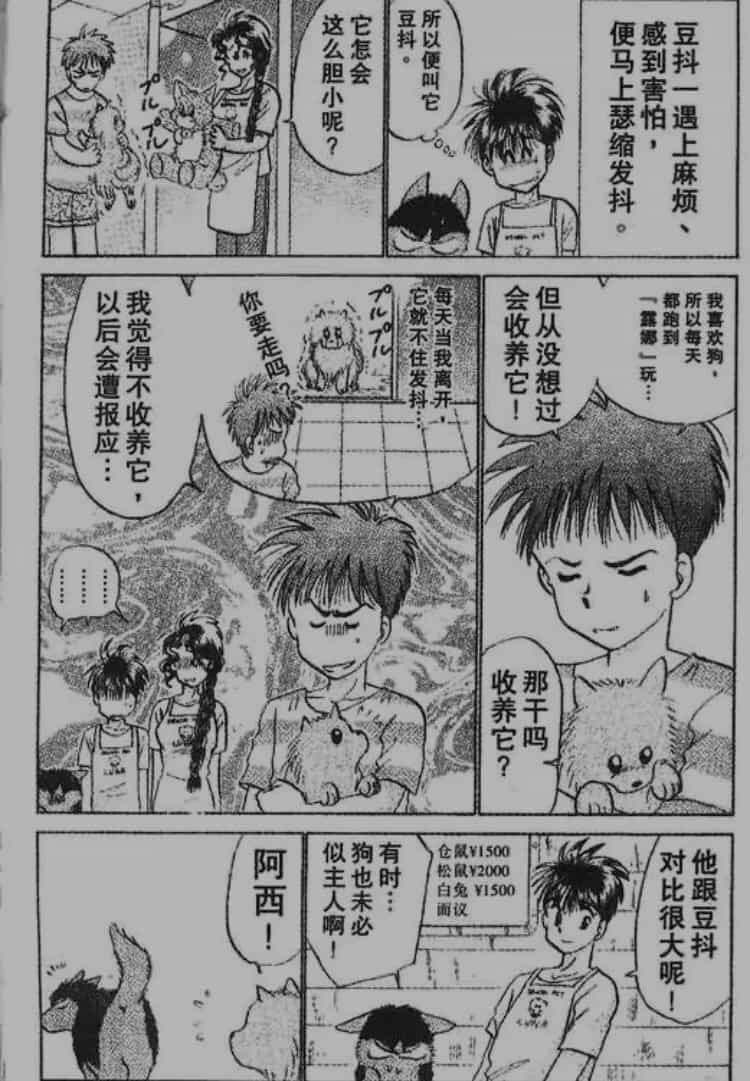 豆抖一遇上麻烦、
感到害怕，
便马上瑟缩发抖。
所以便叫它
豆抖。
它怎会
这么胆小呢？
プルプル
我喜欢狗，
所以每天
都跑到
『露娜』玩…
但从没想过
会收养它！
那干吗
收养它？
每天当我离开，
它就不住发抖…
プルプル
你要走吗？
我觉得不收养它，
以后会遭报应…
………
他跟豆抖
对比很大呢！
仓鼠¥1500
松鼠¥2000
白兔 ¥1500
面议
有时…
狗也未必
似主人啊！
阿西！